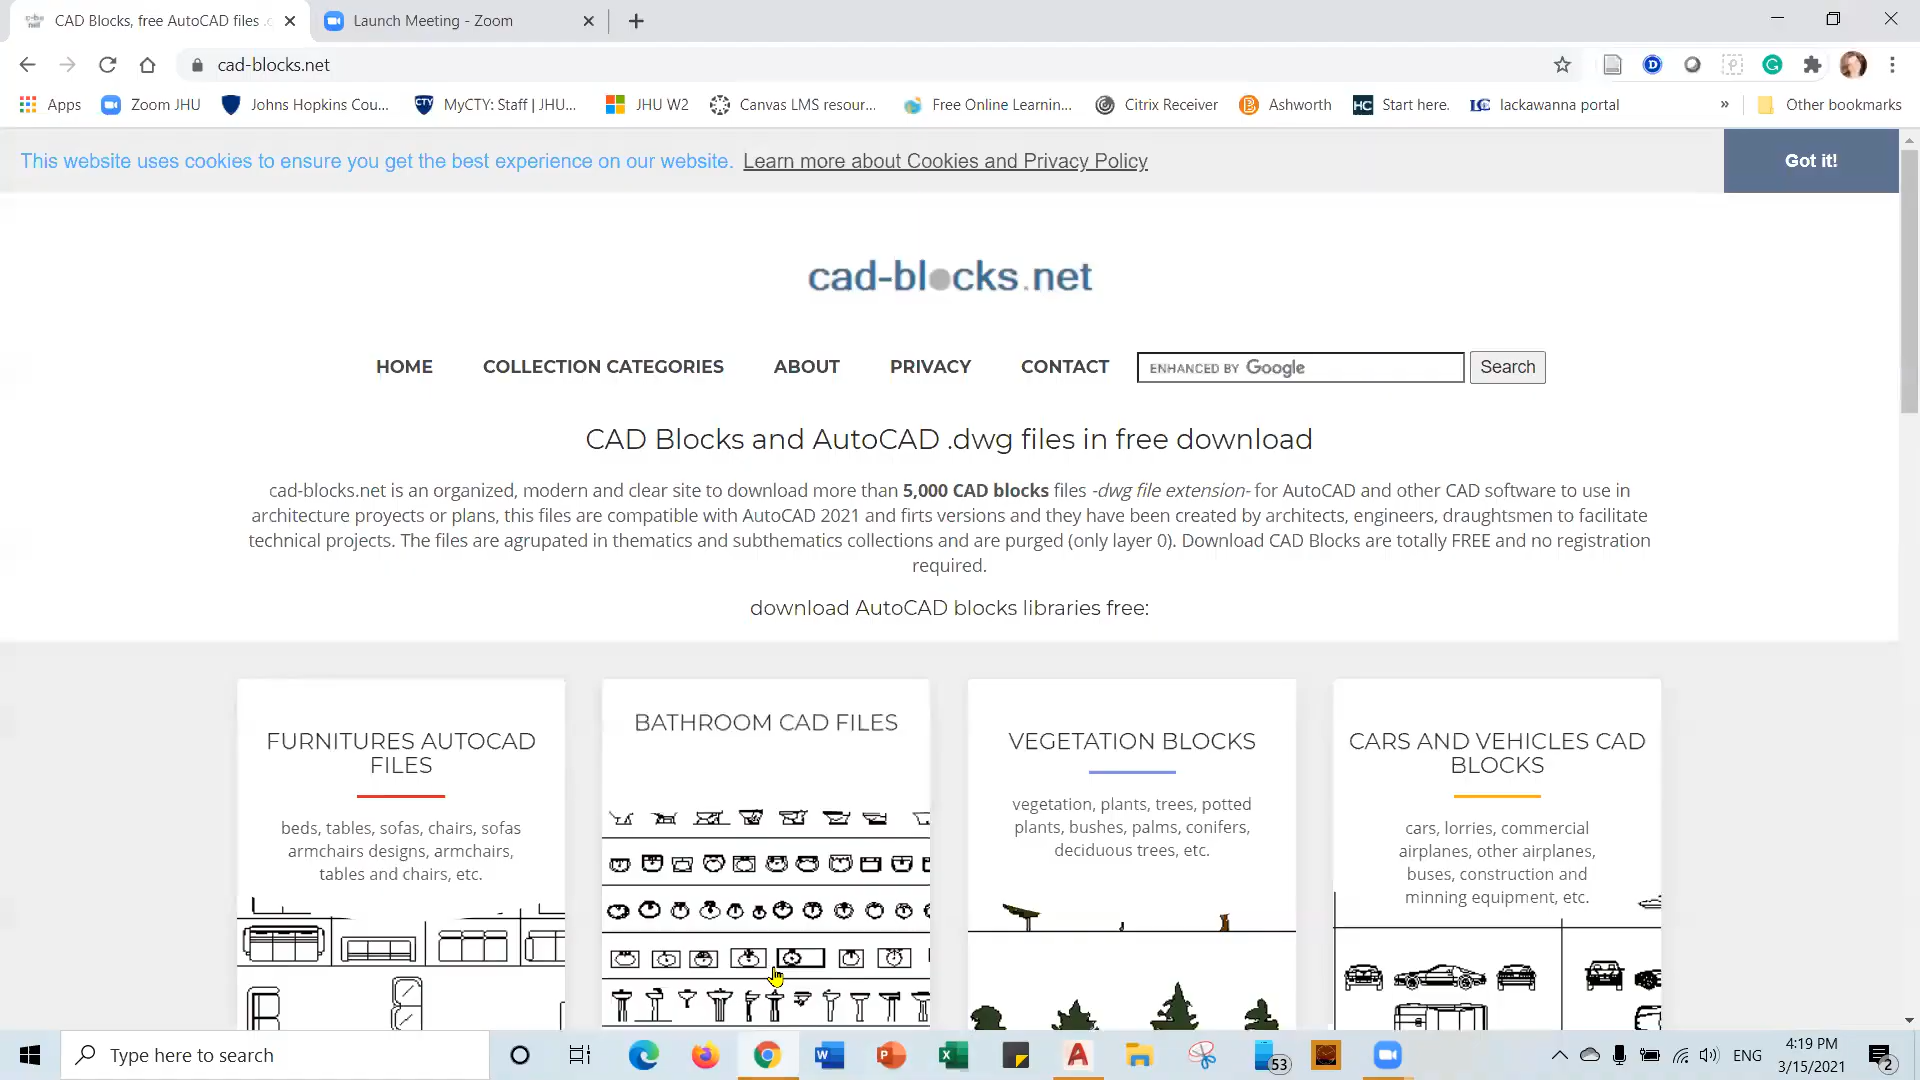 CAD Blocks, free AutoCAD files .c
Launch Meeting - Zoom
cad-blocks.net
Apps
Zoom JHU
Johns Hopkins Cou...
MyCTY: Staff | JHU...
JHU W2
Canvas LMS resour...
Free Online Learnin...
Citrix Receiver
Ashworth
Start here.
lackawanna portal
»
Other bookmarks
This website uses cookies to ensure you get the best experience on our website. Learn more about Cookies and Privacy Policy
Got it!
cad-blocks.net
HOME
COLLECTION CATEGORIES
ABOUT
PRIVACY
CONTACT
ENHANCED BY Google
Search
CAD Blocks and AutoCAD .dwg files in free download
cad-blocks.net is an organized, modern and clear site to download more than 5,000 CAD blocks files -dwg file extension- for AutoCAD and other CAD software to use in
architecture proyects or plans, this files are compatible with AutoCAD 2021 and firts versions and they have been created by architects, engineers, draughtsmen to facilitate
technical projects. The files are agrupated in thematics and subthematics collections and are purged (only layer 0). Download CAD Blocks are totally FREE and no registration
required.
download AutoCAD blocks libraries free:
FURNITURES AUTOCAD
FILES
beds, tables, sofas, chairs, sofas
armchairs designs, armchairs,
tables and chairs, etc.
BATHROOM CAD FILES
VEGETATION BLOCKS
vegetation, plants, trees, potted
plants, bushes, palms, conifers,
deciduous trees, etc.
CARS AND VEHICLES CAD
BLOCKS
cars, lorries, commercial
airplanes, other airplanes,
buses, construction and
minning equipment, etc.
Type here to search
53
ENG
4:19 PM
3/15/2021
2